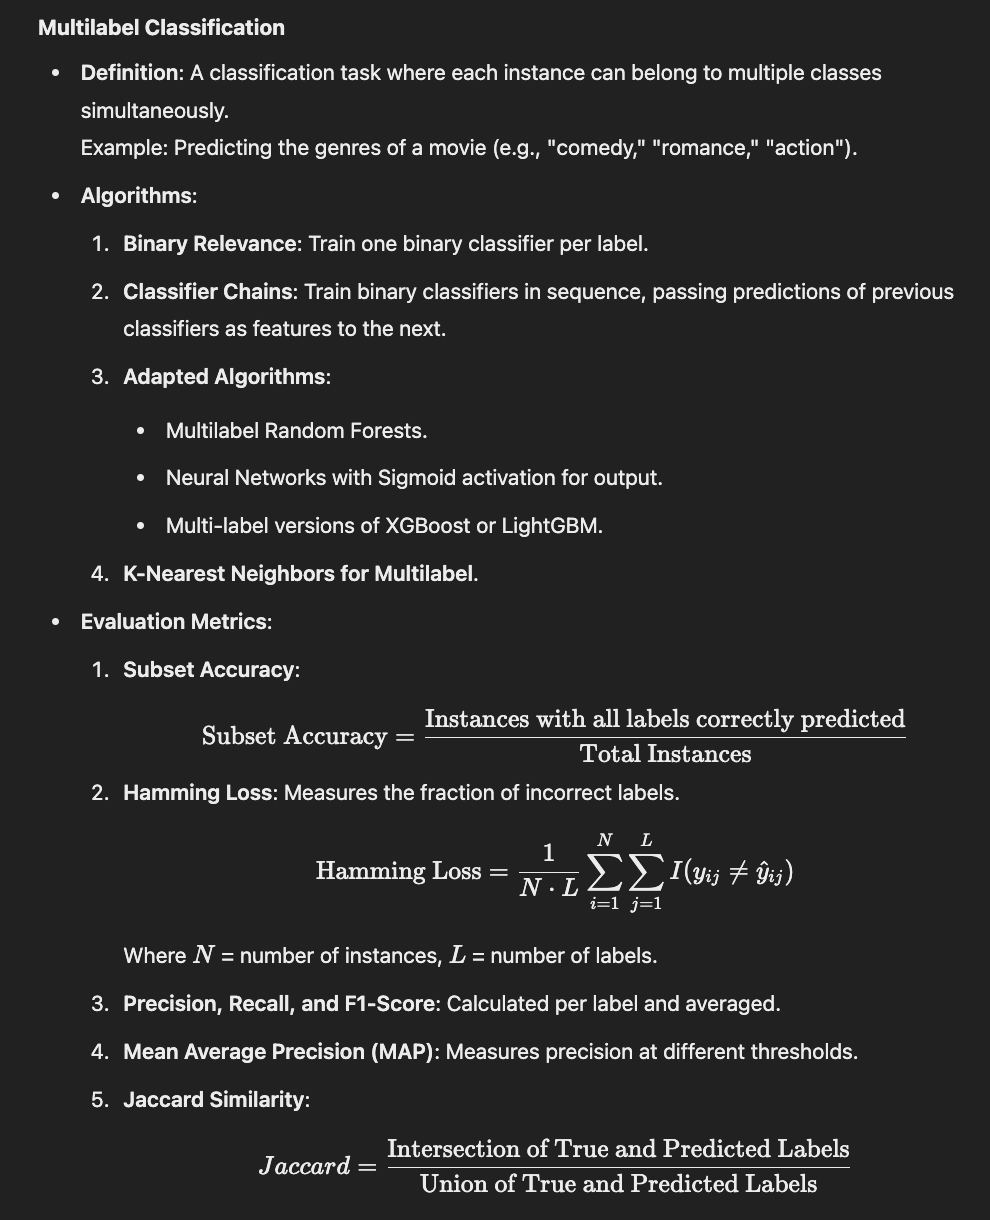 Multilabel Classification
• Definition: A classification task where each instance can belong to multiple classes
simultaneously.
Example: Predicting the genres of a movie (e.g., "comedy," "romance," "action").
• Algorithms:
1. Binary Relevance: Train one binary classifier per label.
2. Classifier Chains: Train binary classifiers in sequence, passing predictions of previous
classifiers as features to the next.
3. Adapted Algorithms:
• Multilabel Random Forests.
• Neural Networks with Sigmoid activation for output.
• Multi-label versions of XGBoost or LightGBM.
4. K-Nearest Neighbors for Multilabel.
• Evaluation Metrics:
1. Subset Accuracy:
Subset Accuracy = Instances with all labels correctly predicted / Total Instances
2. Hamming Loss: Measures the fraction of incorrect labels.
Hamming Loss = \frac{1}{N \cdot L} \sum_{i=1}^{N} \sum_{j=1}^{L} I(y_{ij} \neq \hat{y}_{ij})
Where N = number of instances, L = number of labels.
3. Precision, Recall, and F1-Score: Calculated per label and averaged.
4. Mean Average Precision (MAP): Measures precision at different thresholds.
5. Jaccard Similarity:
Jaccard = Intersection of True and Predicted Labels / Union of True and Predicted Labels